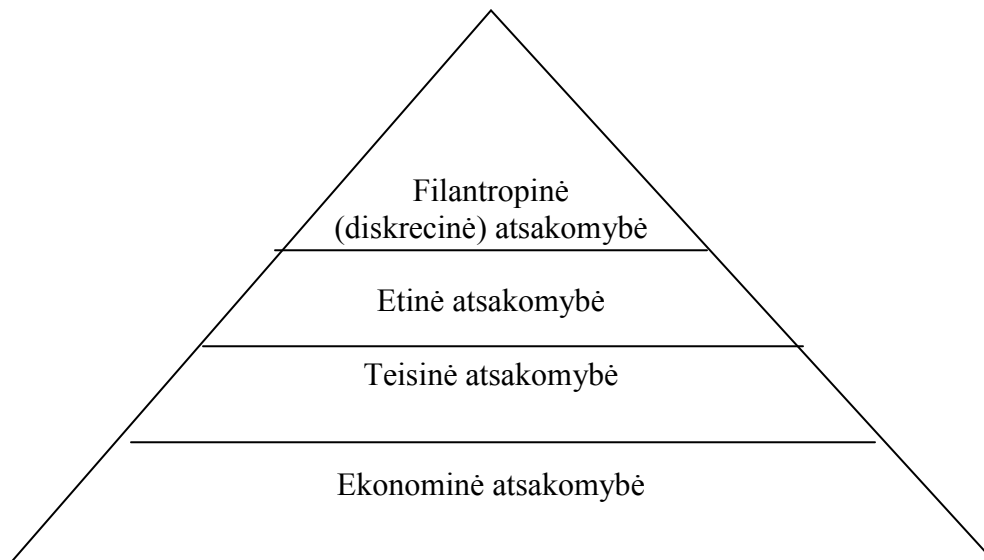 Filantropinė
(diskrecinė) atsakomybė
Etinė atsakomybė
Teisinė atsakomybė
Ekonominė atsakomybė